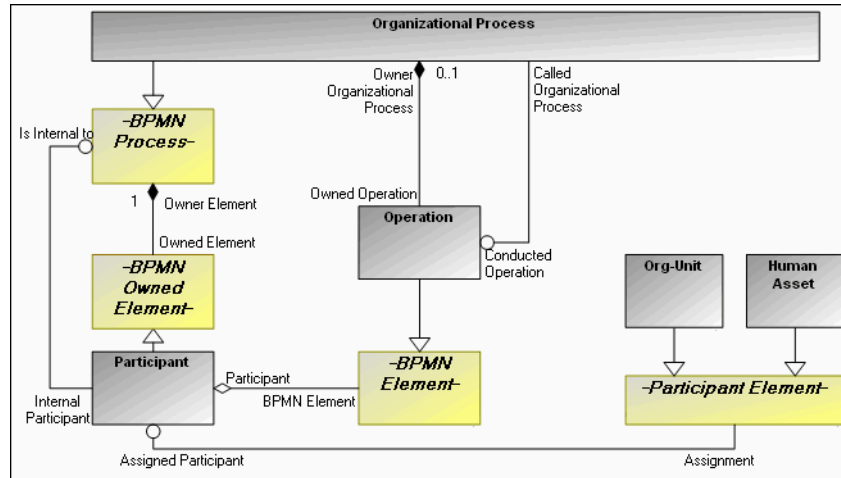 Organizational Process
Owner
Organizational
Process
0..1
Called
Organizational
Process
-BPMN
Process-
Is Internal to
1
Owner Element
Owned Element
Owned Operation
Operation
Conducted
Operation
-BPMN
Owned
Element-
Org-Unit
Human
Asset
Participant
Internal
Participant
Participant
BPMN Element
-BPMN
Element-
-Participant Element-
Assigned Participant
Assignment